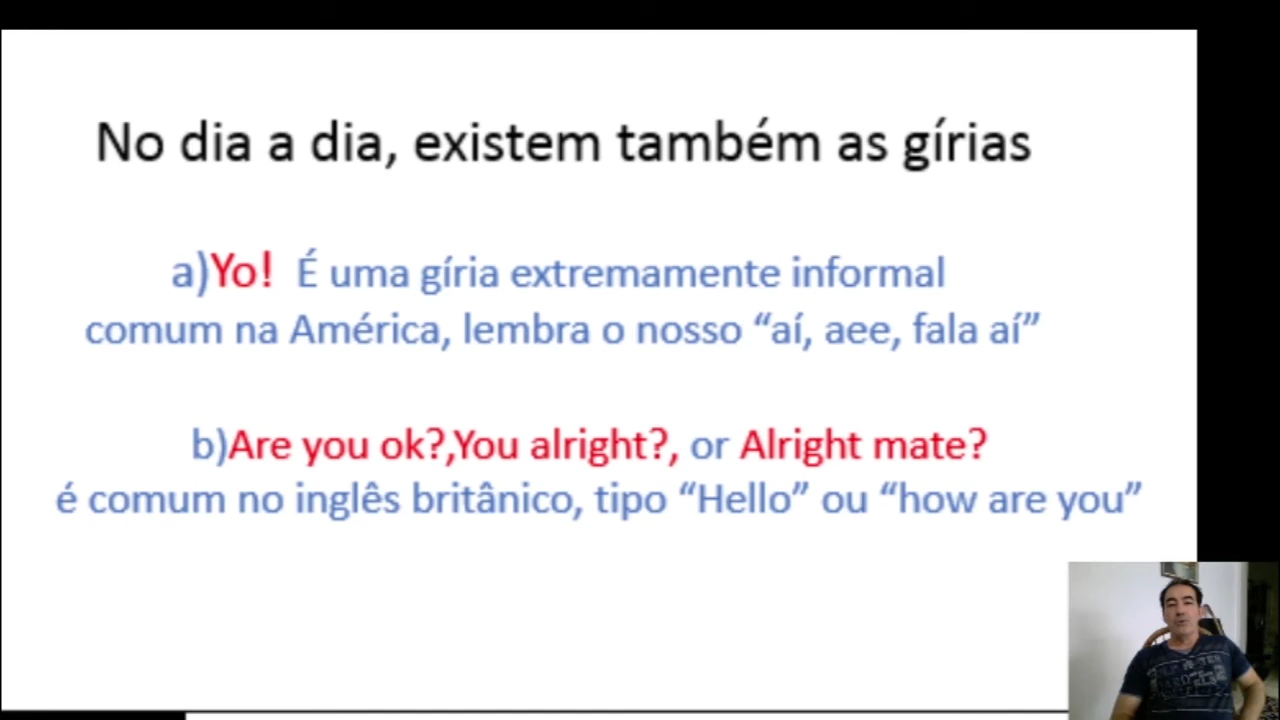 No dia a dia, existem também as gírias
a)Yo! É uma gíria extremamente informal
comum na América, lembra o nosso “aí, aee, fala aí”
b)Are you ok?,You alright?, or Alright mate?
é comum no inglês britânico, tipo “Hello” ou “how are you”